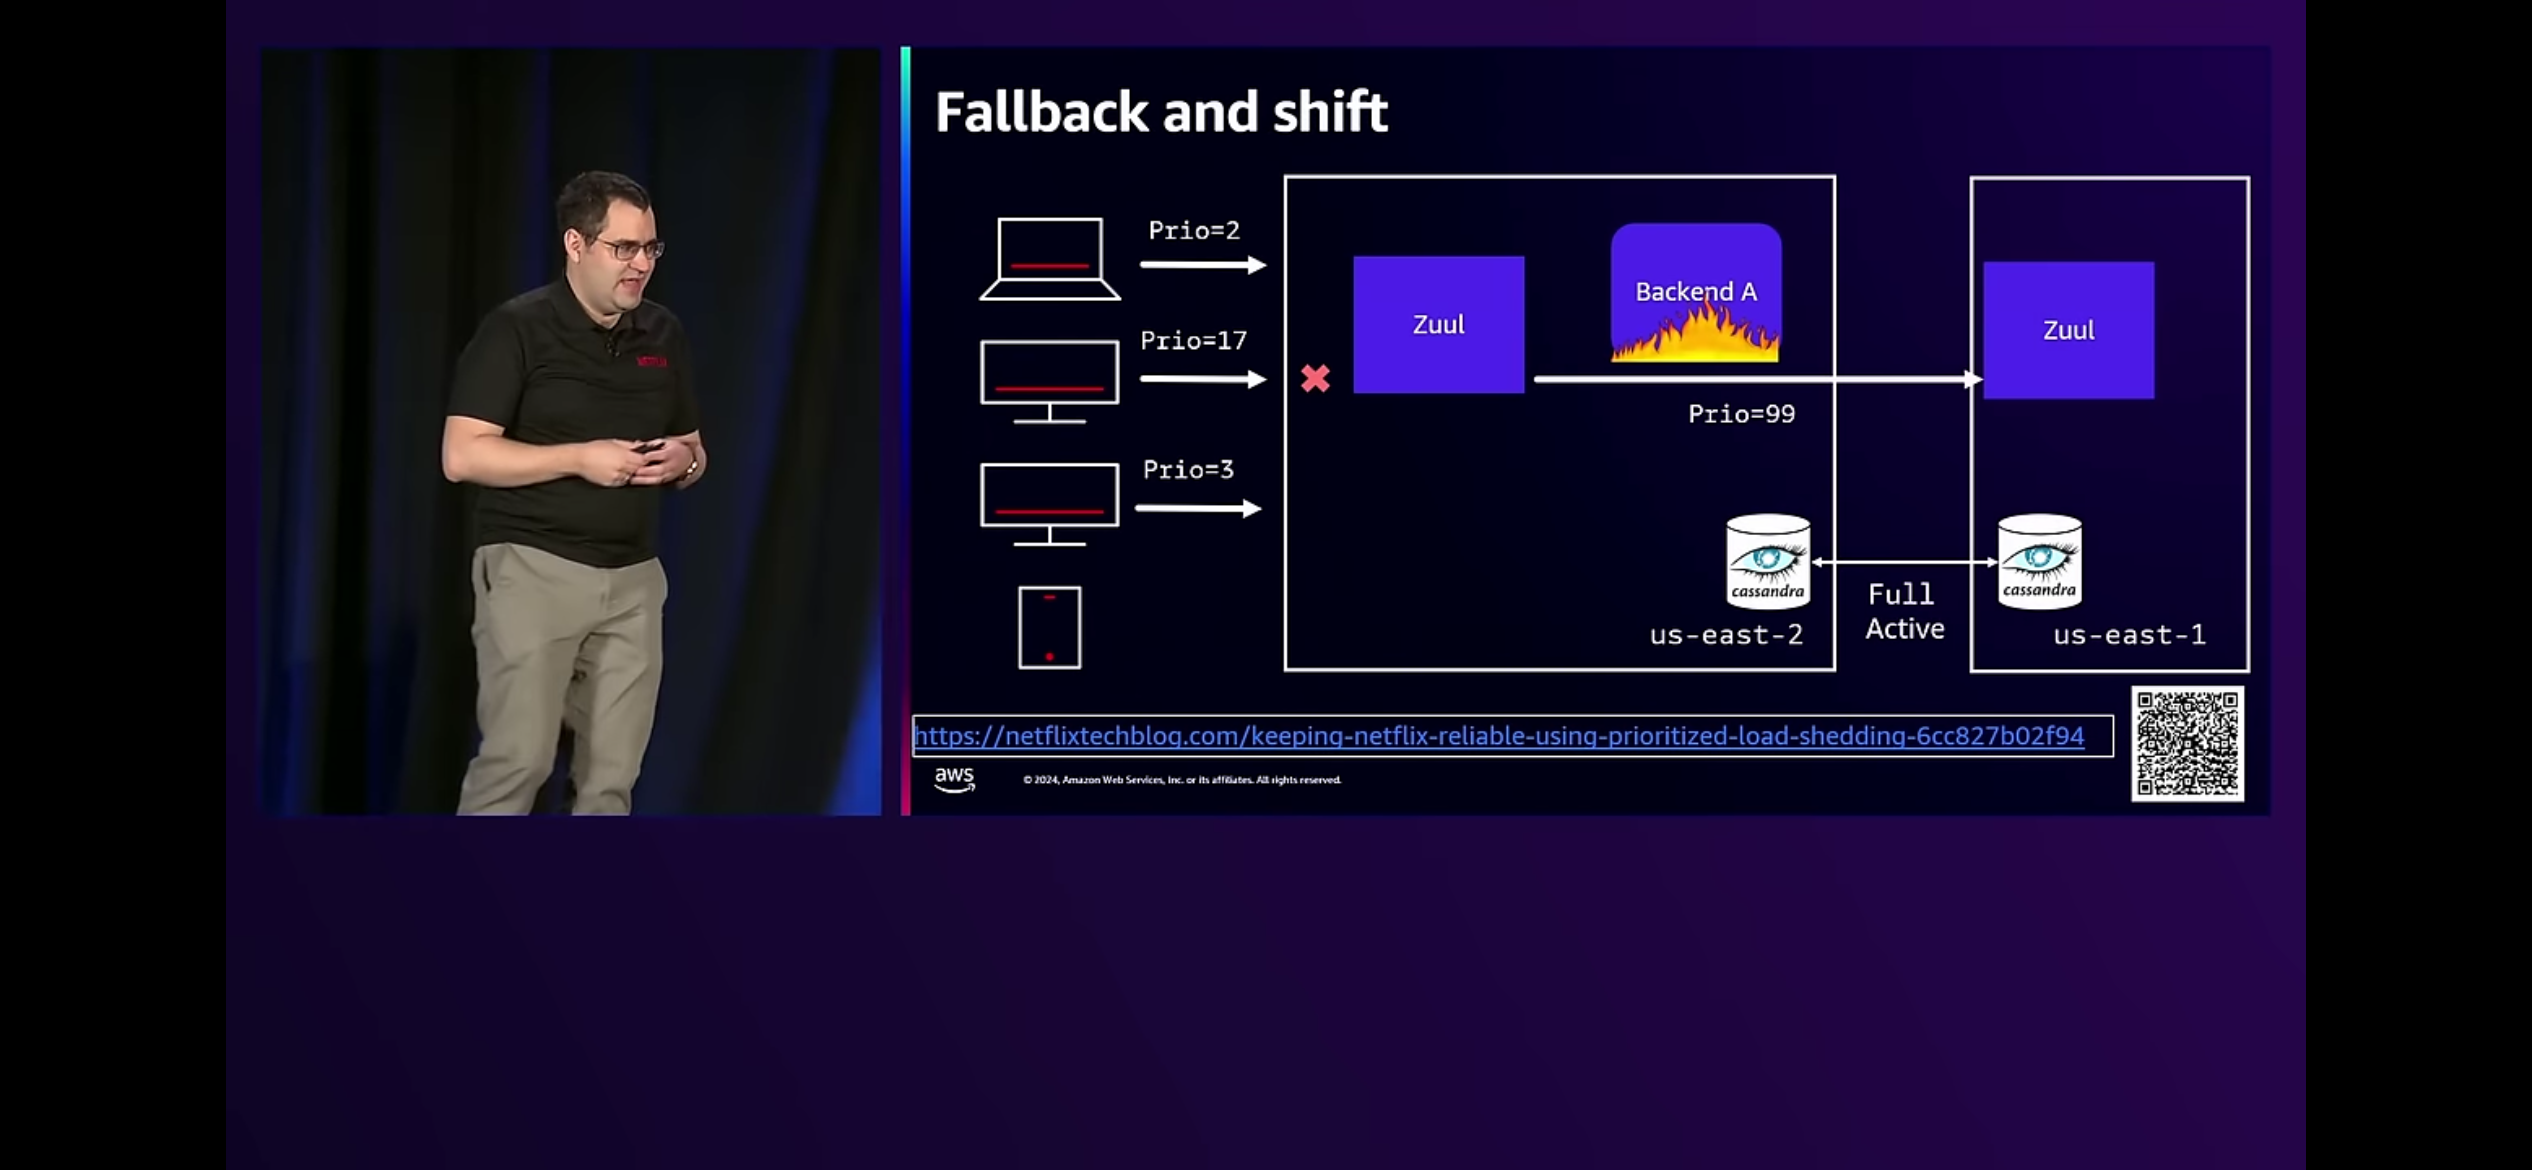 Fallback and shift
Prio=2
Prio=17
Prio=3
Zuul
Backend A
Prio=99
Zuul
cassandra
cassandra
Full
Active
us-east-2
us-east-1
https://netflixtechblog.com/keeping-netflix-reliable-using-prioritized-load-shedding-6cc827b02f94
aws
© 2024, Amazon Web Services, Inc. or its affiliates. All rights reserved.
NETFLIX